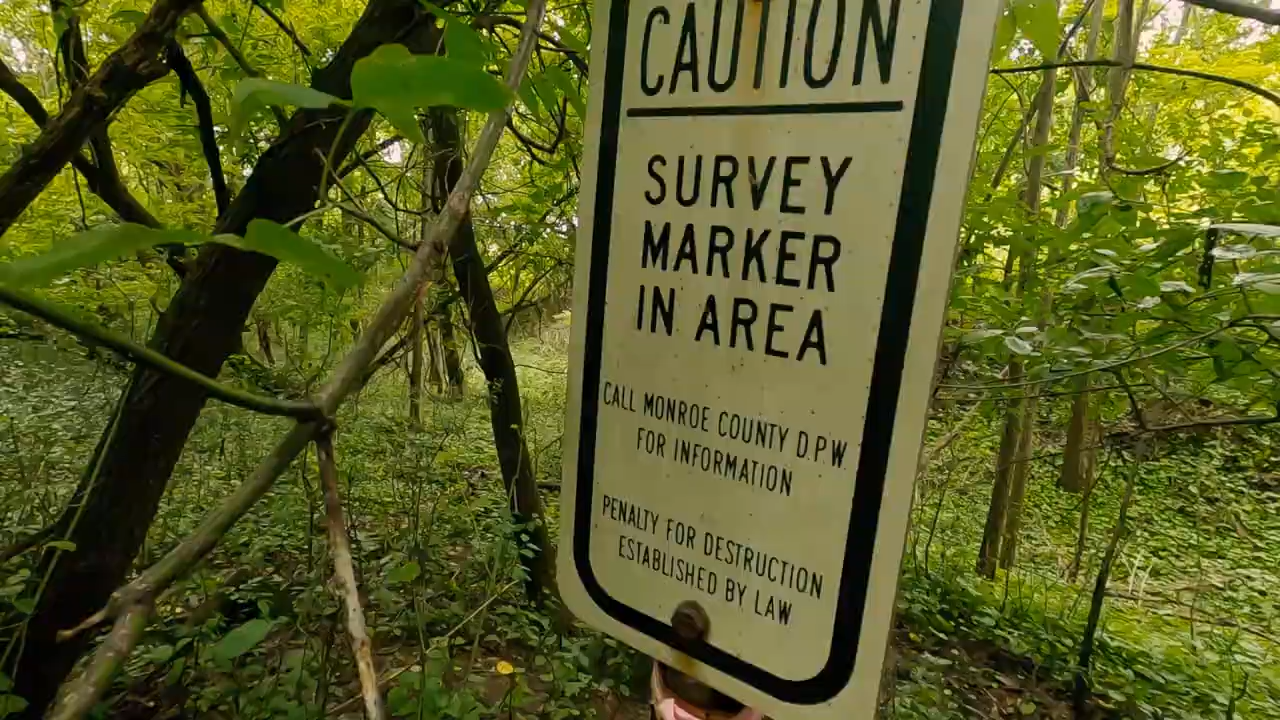 CAUTION
SURVEY
MARKER
IN AREA
CALL MONROE COUNTY D.P.W
FOR INFORMATION
PENALTY FOR DESTRUCTION
ESTABLISHED BY LAW